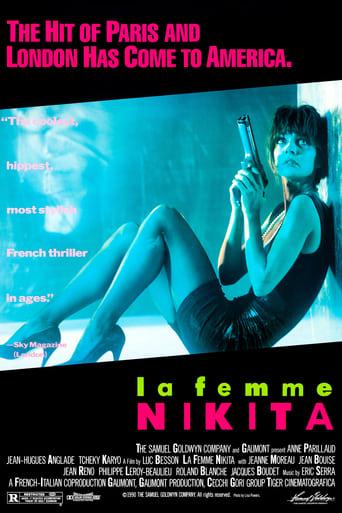 THE HIT OF PARIS AND
LONDON HAS COME TO AMERICA.
"The coolest,
hippest,
most stylish
French thriller
in ages."
—Sky Magazine
(London)
la femme
NIKITA
THE SAMUEL GOLDWYN COMPANY and GAUMONT present ANNE PARILLAUD
JEAN-HUGUES ANGLADE TCHEKY KARYO A Film by LUC BESSON LA FEMME NIKITA with JEANNE MOREAU JEAN BOUISE
JEAN RENO PHILIPPE LEROY-BEAULIEU ROLAND BLANCHE JACQUES BOUDET Music by ERIC SERRA
A FRENCH-ITALIAN COPRODUCTION GAUMONT, GAUMONT PRODUCTION, CECCHI GORI GROUP TIGER CINEMATOGRAFICA
R RESTRICTED
©1990 THE SAMUEL GOLDWYN COMPANY. All rights reserved.